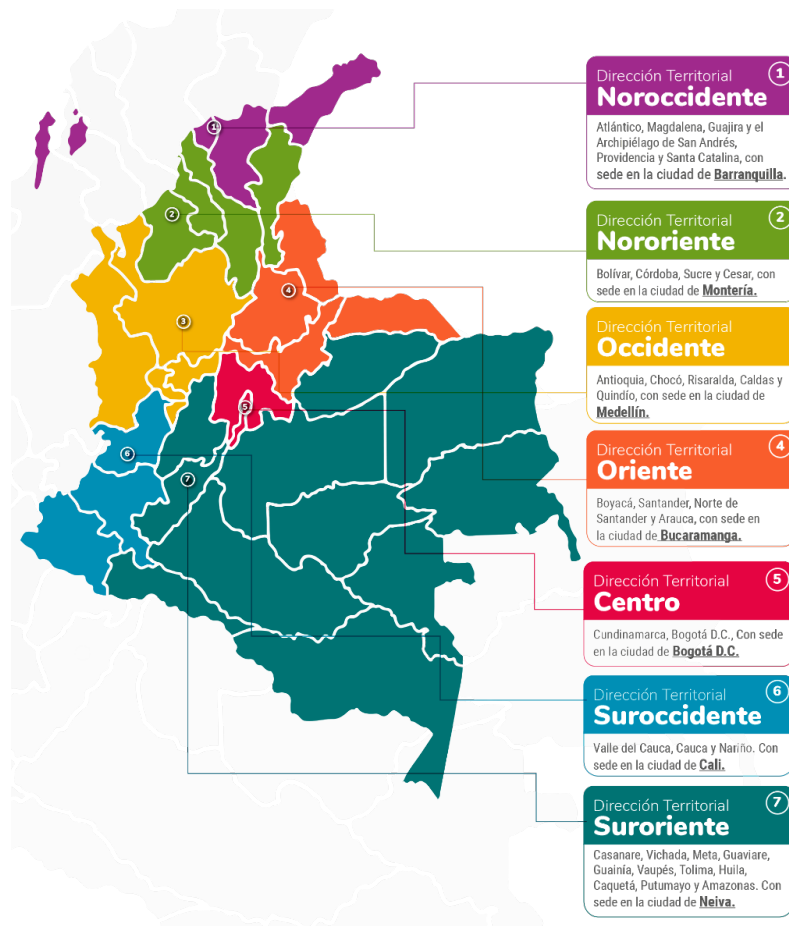 1
2
3
4
5
6
7
Dirección Territorial
1
Noroccidente
Atlántico, Magdalena, Guajira y el
Archipiélago de San Andrés,
Providencia y Santa Catalina, con
sede en la ciudad de Barranquilla.
Dirección Territorial
2
Nororiente
Bolívar, Córdoba, Sucre y Cesar, con
sede en la ciudad de Montería.
Dirección Territorial
Occidente
Antioquia, Chocó, Risaralda, Caldas y
Quindío, con sede en la ciudad de
Medellín.
Dirección Territorial
4
Oriente
Boyacá, Santander, Norte de
Santander y Arauca, con sede en
la ciudad de Bucaramanga.
Dirección Territorial
5
Centro
Cundinamarca, Bogotá D.C., Con sede
en la ciudad de Bogotá D.C.
Dirección Territorial
6
Suroccidente
Valle del Cauca, Cauca y Nariño. Con
sede en la ciudad de Cali.
Dirección Territorial
7
Suroriente
Casanare, Vichada, Meta, Guaviare,
Guainía, Vaupés, Tolima, Huila,
Caquetá, Putumayo y Amazonas. Con
sede en la ciudad de Neiva.